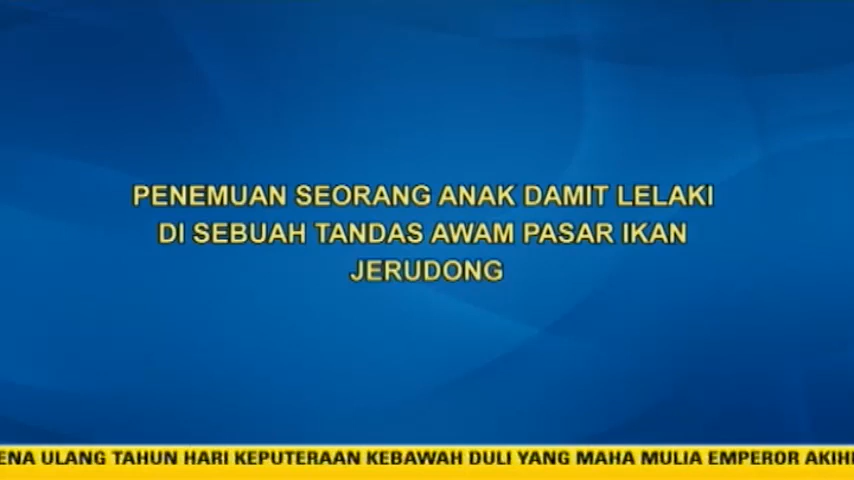 PENEMUAN SEORANG ANAK DAMIT LELAKI
DI SEBUAH TANDAS AWAM PASAR IKAN
JERUDONG
ULANG TAHUN HARI KEPUTERAAN KEBAWAH DULI YANG MAHA MULIA EMPEROR